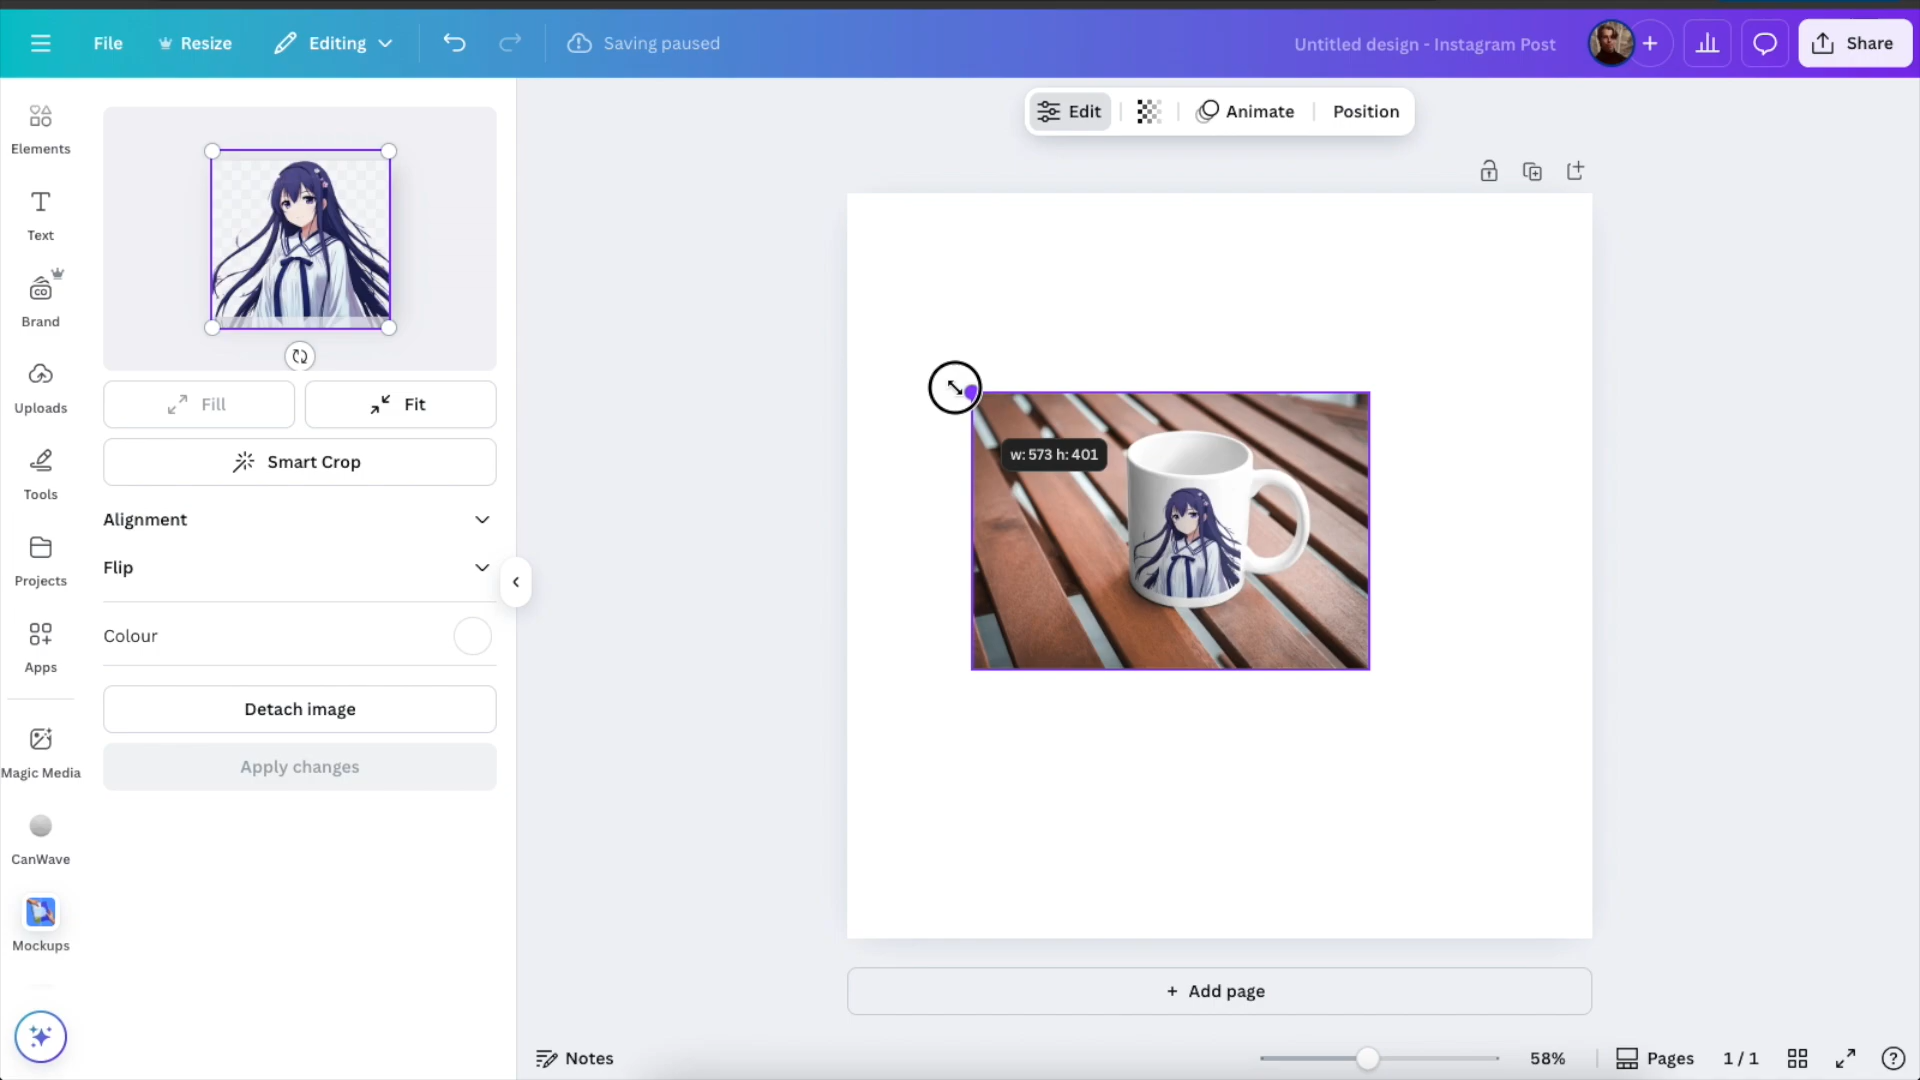 File
Resize
Editing
Saving paused
Untitled design - Instagram Post
Share
Elements
Text
Brand
Uploads
Tools
Projects
Apps
Magic Media
CanWave
Mockups
Fill
Fit
Smart Crop
Alignment
Flip
Colour
Detach image
Apply changes
Edit
Animate
Position
w: 573 h: 401
+ Add page
Notes
58%
Pages
1 / 1